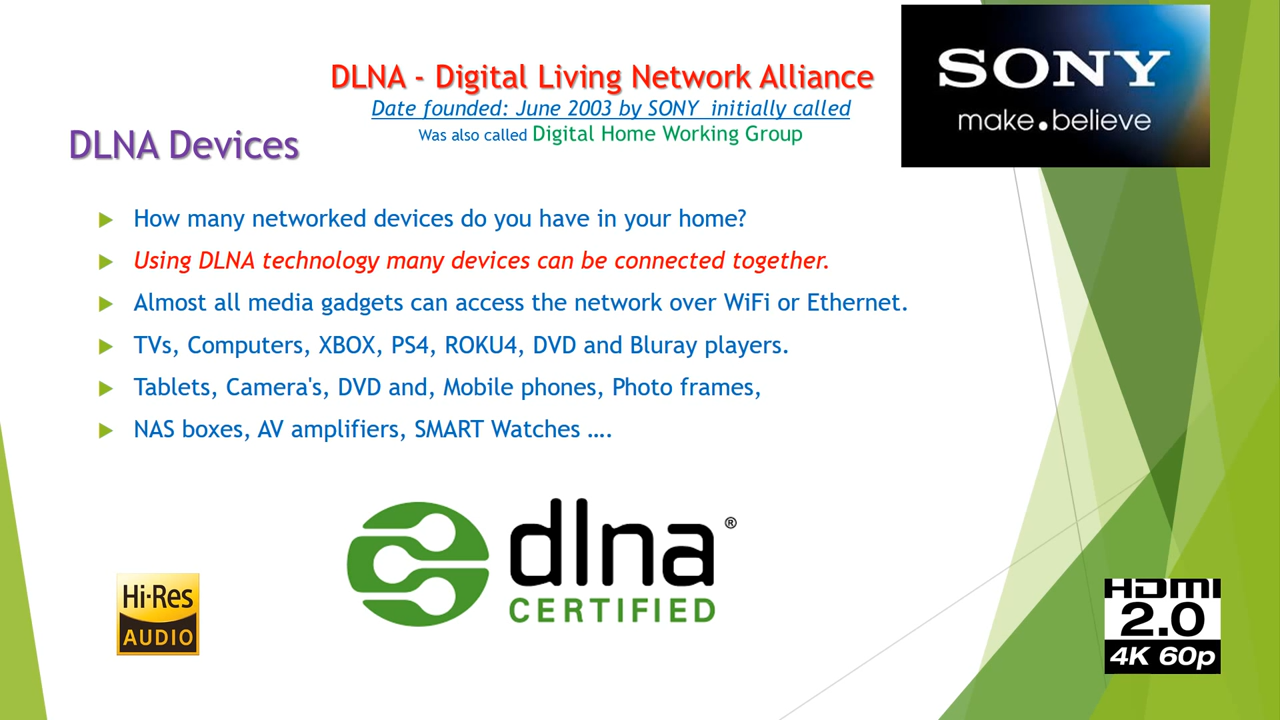 DLNA - Digital Living Network Alliance
Date founded: June 2003 by SONY initially called
Was also called Digital Home Working Group
SONY
make.believe
DLNA Devices
How many networked devices do you have in your home?
Using DLNA technology many devices can be connected together.
Almost all media gadgets can access the network over WiFi or Ethernet.
TVs, Computers, XBOX, PS4, ROKU4, DVD and Bluray players.
Tablets, Camera's, DVD and, Mobile phones, Photo frames,
NAS boxes, AV amplifiers, SMART Watches ....
dlna®
CERTIFIED
Hi-Res
AUDIO
HDMI
2.0
4K 60p